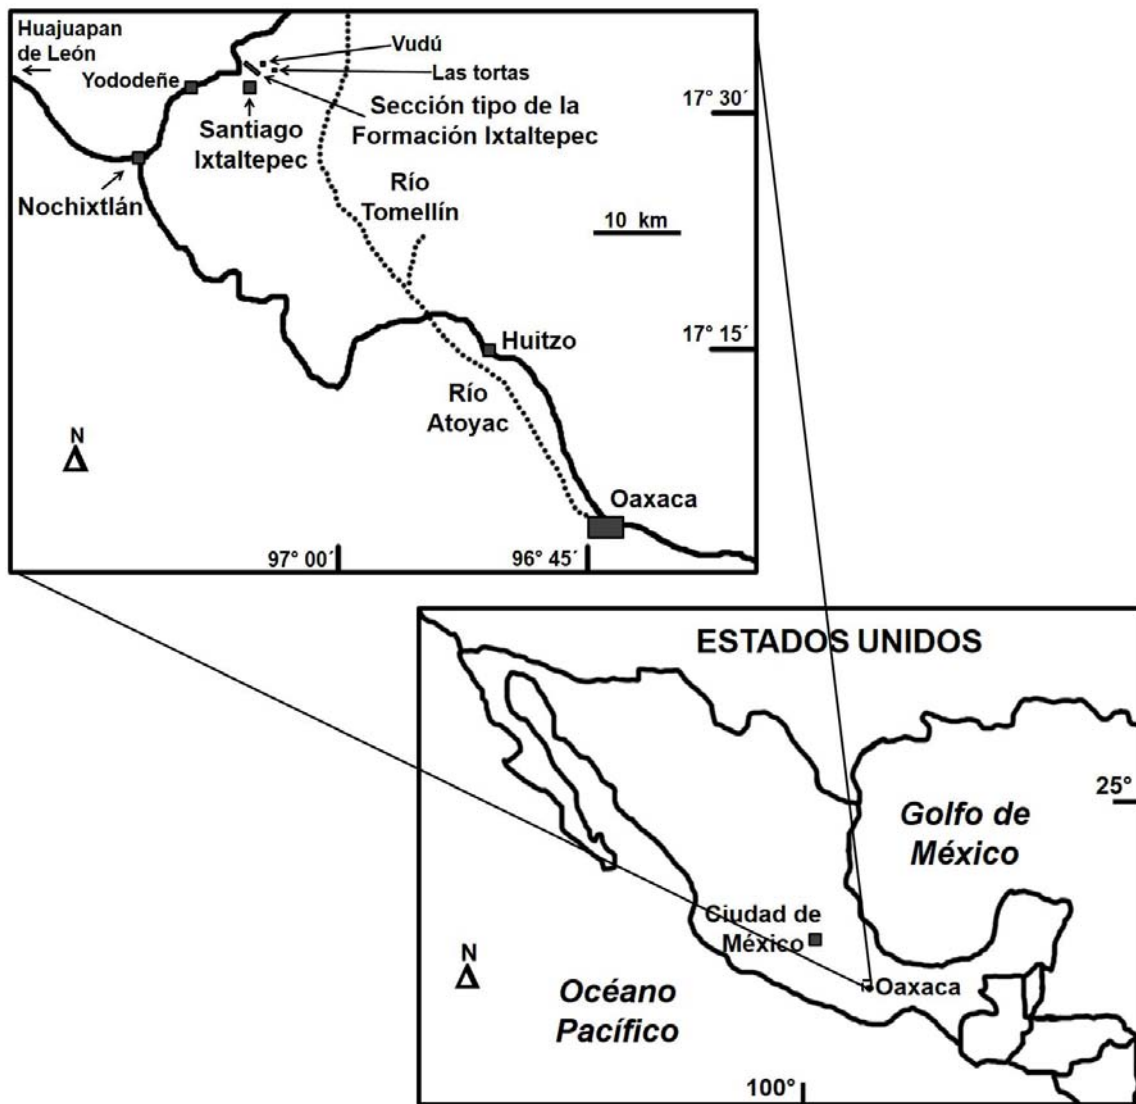 Huajuapan
de León
Vudú
Yododeñe
Las tortas
17° 30´
Sección tipo de la
Formación Ixtaltepec
Santiago
Ixtaltepec
Río
Tomellín
Nochixtlán
10 km
17° 15´
Huitzo
Río
Atoyac
N
Oaxaca
97° 00´
96° 45´
ESTADOS UNIDOS
25°
Golfo de
México
Ciudad de
México
N
Oaxaca
Océano
Pacífico
100°